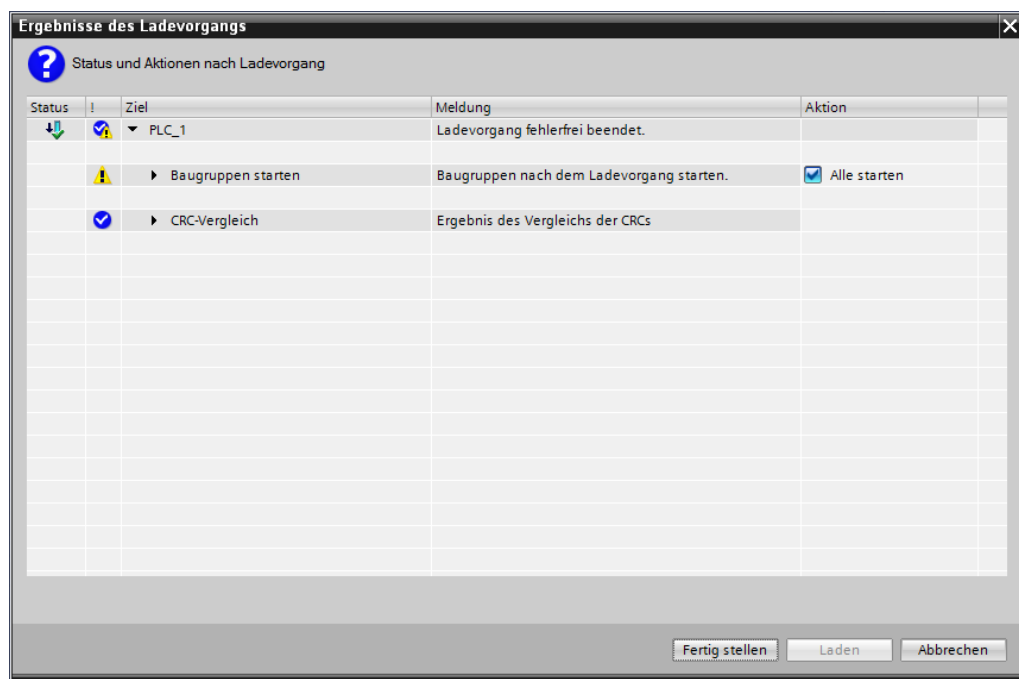 Ergebnisse des Ladevorgangs
Status und Aktionen nach Ladevorgang
Status ! Ziel Meldung Aktion
PLC_1 Ladevorgang fehlerfrei beendet.
Baugruppen starten Baugruppen nach dem Ladevorgang starten. Alle starten
CRC-Vergleich Ergebnis des Vergleichs der CRCs
Fertig stellen Laden Abbrechen